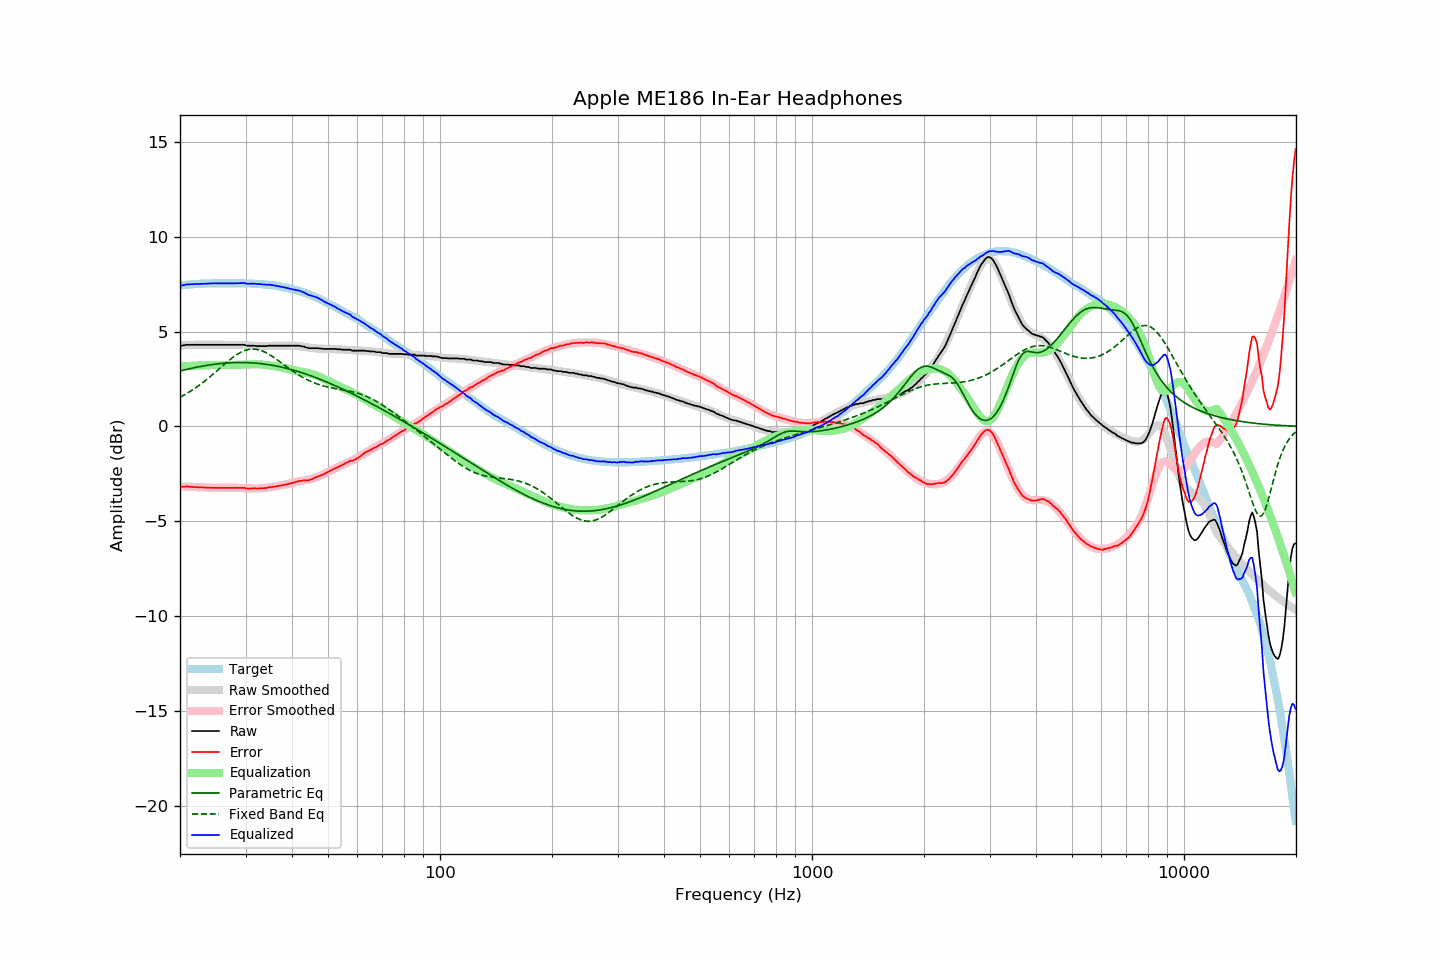 Apple ME186 In-Ear Headphones
15
10
5
0
−5
−10
−15
−20
Amplitude (dBr)
Target
Raw Smoothed
Error Smoothed
Raw
Error
Equalization
Parametric Eq
Fixed Band Eq
Equalized
100
1000
10000
Frequency (Hz)